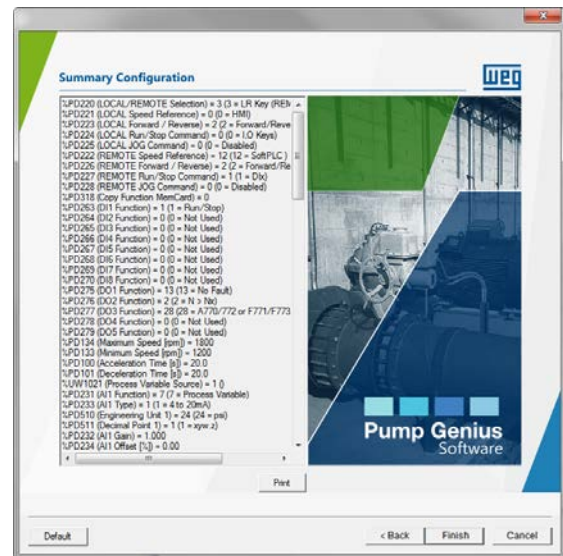 Summary Configuration
WEG
%PD220 (LOCAL/REMOTE Selection) = 3 (3 = LR Key (REM
%PD221 (LOCAL Speed Reference) = 0 (0 = HMI)
%PD223 (LOCAL Forward / Reverse) = 2 (2 = Forward/Reve
%PD224 (LOCAL Run/Stop Command) = 0 (0 = I,O Keys)
%PD225 (LOCAL JOG Command) = 0 (0 = Disabled)
%PD222 (REMOTE Speed Reference) = 12 (12 = SoftPLC )
%PD226 (REMOTE Forward / Reverse) = 2 (2 = Forward/Re
%PD227 (REMOTE Run/Stop Command) = 1 (1 = DIx)
%PD228 (REMOTE JOG Command) = 0 (0 = Disabled)
%PD318 (Copy Function MemCard) = 0
%PD263 (DI1 Function) = 1 (1 = Run/Stop)
%PD264 (DI2 Function) = 0 (0 = Not Used)
%PD265 (DI3 Function) = 0 (0 = Not Used)
%PD266 (DI4 Function) = 0 (0 = Not Used)
%PD267 (DI5 Function) = 0 (0 = Not Used)
%PD268 (DI6 Function) = 0 (0 = Not Used)
%PD269 (DI7 Function) = 0 (0 = Not Used)
%PD270 (DI8 Function) = 0 (0 = Not Used)
%PD275 (DO1 Function) = 13 (13 = No Fault)
%PD276 (DO2 Function) = 2 (2 = N > Nx)
%PD277 (DO3 Function) = 28 (28 = A770/772 or F771/F773
%PD278 (DO4 Function) = 0 (0 = Not Used)
%PD279 (DO5 Function) = 0 (0 = Not Used)
%PD134 (Maximum Speed [rpm]) = 1800
%PD133 (Minimum Speed [rpm]) = 1200
%PD100 (Acceleration Time [s]) = 20.0
%PD101 (Deceleration Time [s]) = 20.0
%UW1021 (Process Variable Source) = 1 ()
%PD231 (AI1 Function) = 7 (7 = Process Variable)
%PD233 (AI1 Type) = 1 (1 = 4 to 20mA)
%PD510 (Engineering Unit 1) = 24 (24 = psi)
%PD511 (Decimal Point 1) = 1 (1 = xyw.z)
%PD232 (AI1 Gain) = 1.000
%PD234 (AI1 Offset [%]) = 0.00
Pump Genius
Software
Print
Default
< Back
Finish
Cancel